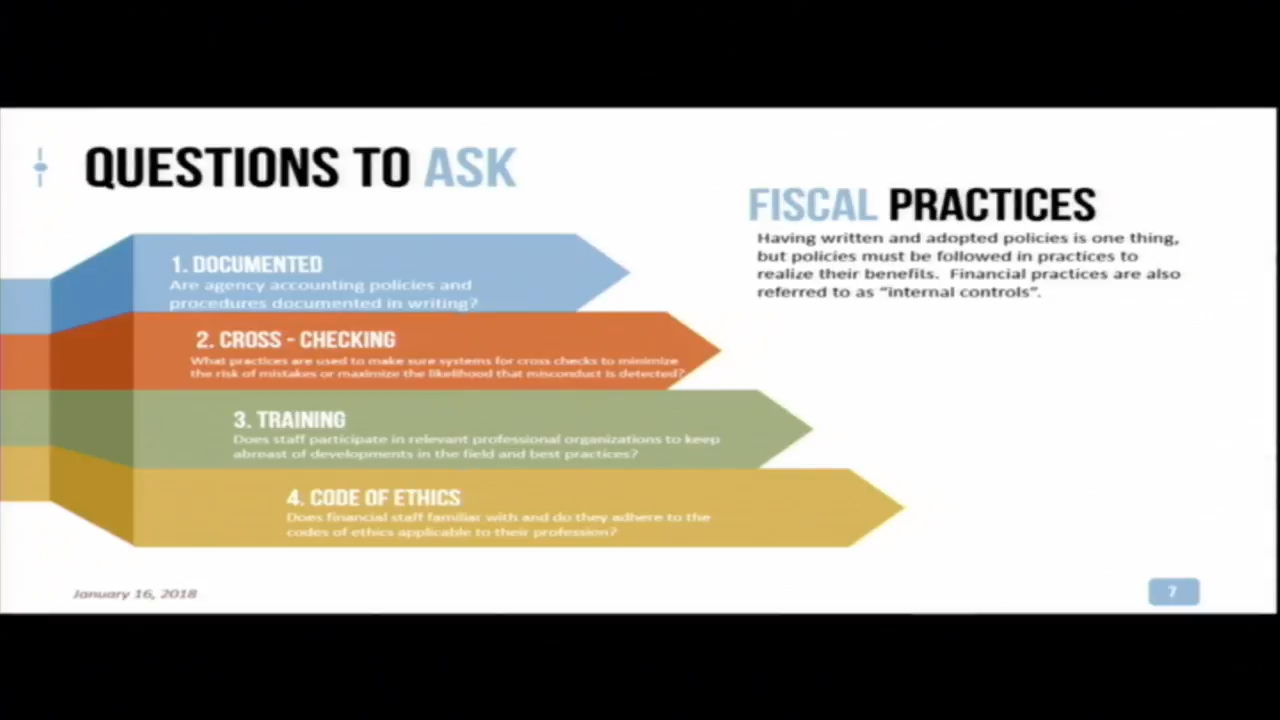 QUESTIONS TO ASK
1. DOCUMENTED
Are agency accounting policies and
procedures documented in writing?
2. CROSS - CHECKING
What practices are used to make sure systems for cross checks to minimize
the risk of mistakes or maximize the likelihood that misconduct is detected?
3. TRAINING
Does staff participate in relevant professional organizations to keep
abreast of developments in the field and best practices?
4. CODE OF ETHICS
Does financial staff familiar with and do they adhere to the
codes of ethics applicable to their profession?
FISCAL PRACTICES
Having written and adopted policies is one thing,
but policies must be followed in practices to
realize their benefits.  Financial practices are also
referred to as “internal controls”.
January 16, 2018
7